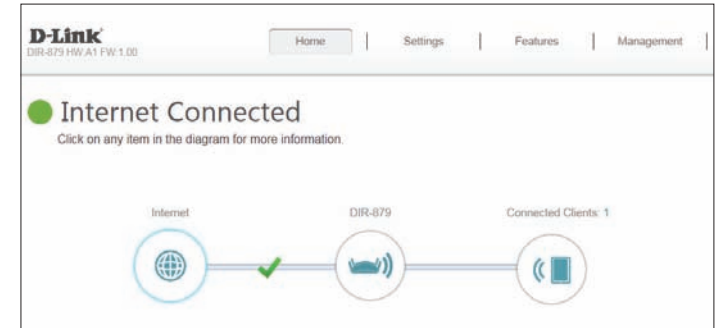 D-Link
DIR-879 HW A1 FW 1.00
Home | Settings | Features | Management |
Internet Connected
Click on any item in the diagram for more information.
Internet DIR-879 Connected Clients: 1